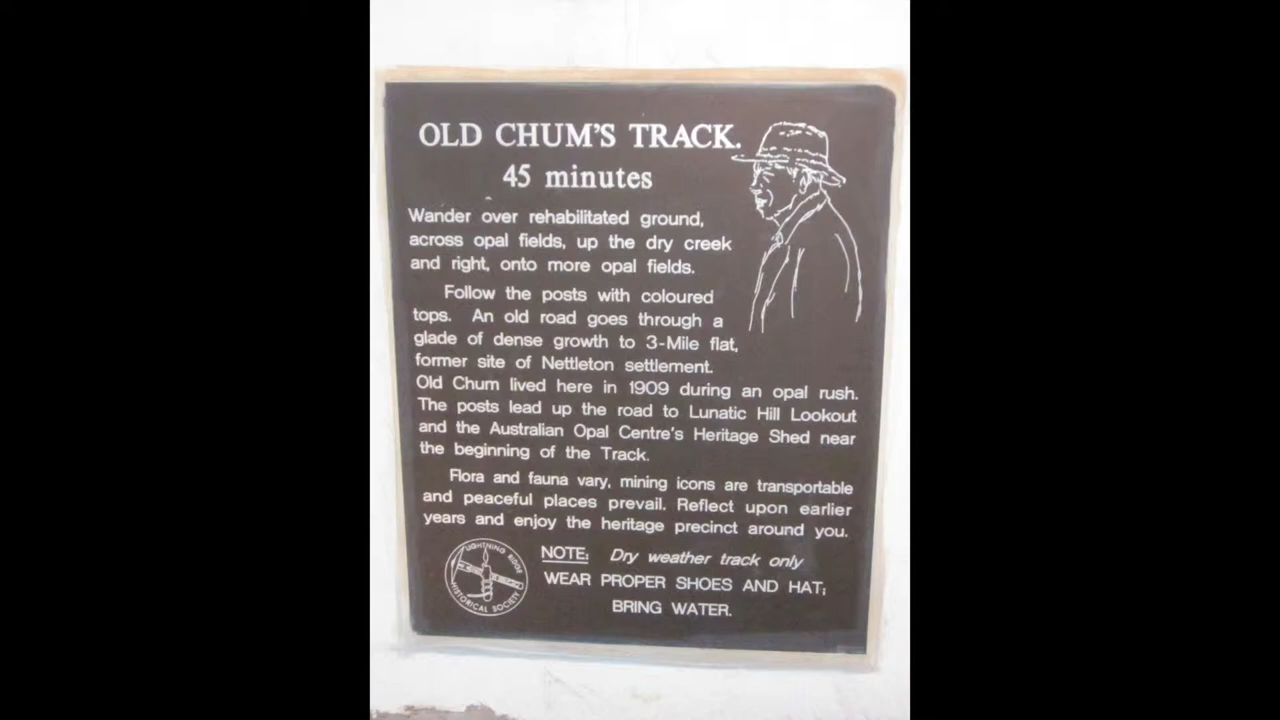 OLD CHUM'S TRACK.
45 minutes
Wander over rehabilitated ground,
across opal fields, up the dry creek
and right, onto more opal fields.
Follow the posts with coloured
tops. An old road goes through a
glade of dense growth to 3-Mile flat,
former site of Nettleton settlement.
Old Chum lived here in 1909 during an opal rush.
The posts lead up the road to Lunatic Hill Lookout
and the Australian Opal Centre's Heritage Shed near
the beginning of the Track.
Flora and fauna vary, mining icons are transportable
and peaceful places prevail. Reflect upon earlier
years and enjoy the heritage precinct around you.
LIGHTNING RIDGE
HISTORICAL SOCIETY
NOTE: Dry weather track only
WEAR PROPER SHOES AND HAT;
BRING WATER.